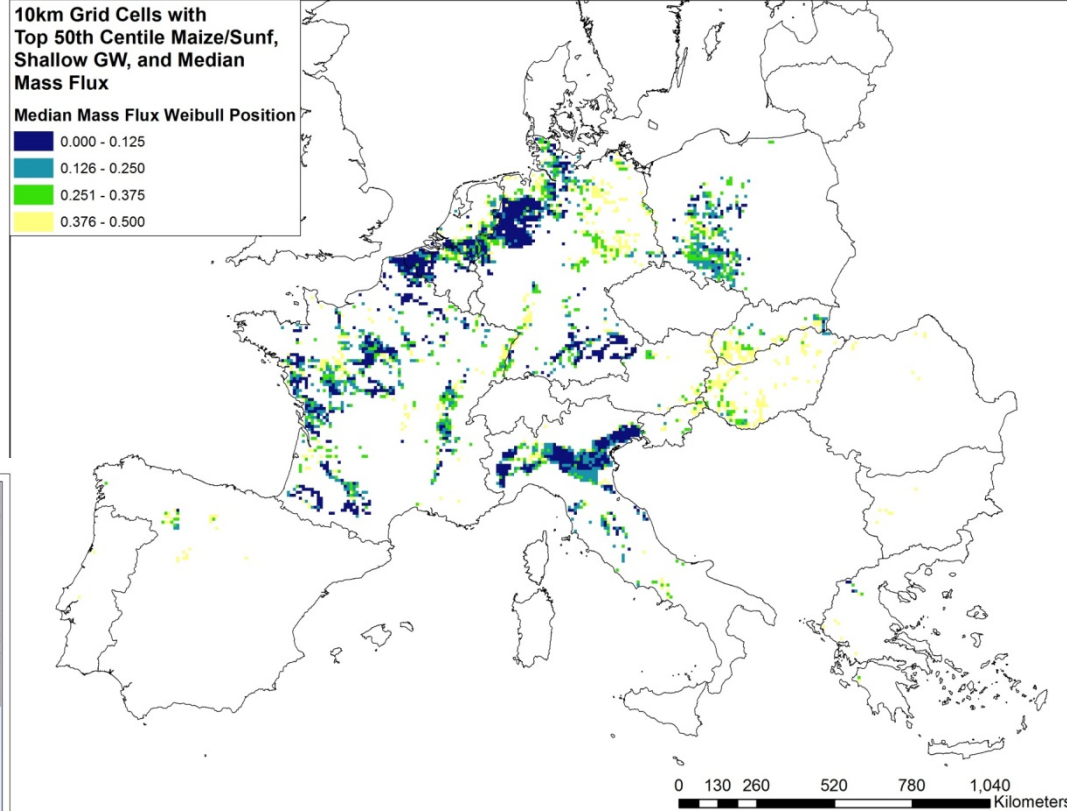 10km Grid Cells with
Top 50th Centile Maize/Sunf,
Shallow GW, and Median
Mass Flux
Median Mass Flux Weibull Position
0.000 - 0.125
0.126 - 0.250
0.251 - 0.375
0.376 - 0.500
0 130 260 520 780 1,040
Kilometers